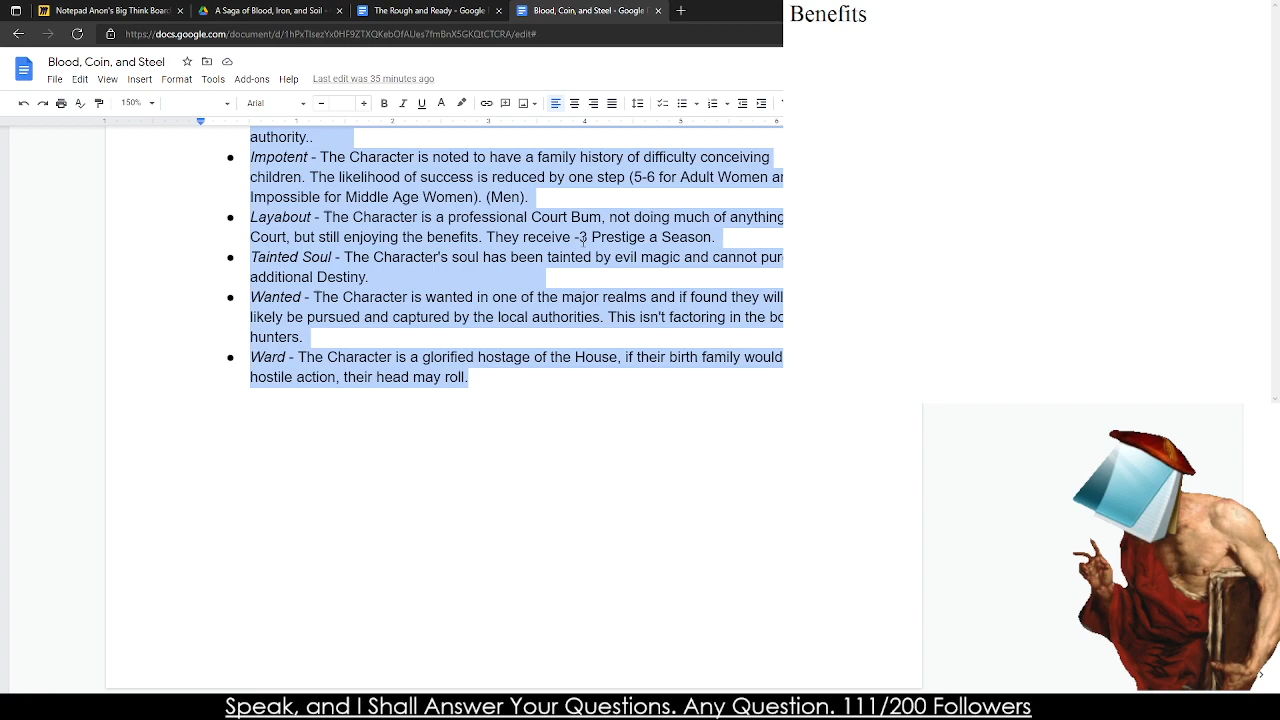 Notepad Anon's Big Think Board
A Saga of Blood, Iron, and Soil -
The Rough and Ready - Google
Blood, Coin, and Steel - Google
https://docs.google.com/document/d/1hPxTIsezYx0HF9ZTXQKebOfAUes7fmBnX5GKQtCTCRA/edit#
Blood, Coin, and Steel
File Edit View Insert Format Tools Add-ons Help Last edit was 35 minutes ago
150% Arial
1 1 2 3 4 5 6
authority..
Impotent - The Character is noted to have a family history of difficulty conceiving
children. The likelihood of success is reduced by one step (5-6 for Adult Women
Impossible for Middle Age Women). (Men).
Layabout - The Character is a professional Court Bum, not doing much of anything
Court, but still enjoying the benefits. They receive -3 Prestige a Season.
Tainted Soul - The Character's soul has been tainted by evil magic and cannot
additional Destiny.
Wanted - The Character is wanted in one of the major realms and if found they will
likely be pursued and captured by the local authorities. This isn't factoring in the
hunters.
Ward - The Character is a glorified hostage of the House, if their birth family would
hostile action, their head may roll.
Benefits
Speak, and I Shall Answer Your Questions. Any Question. 111/200 Followers